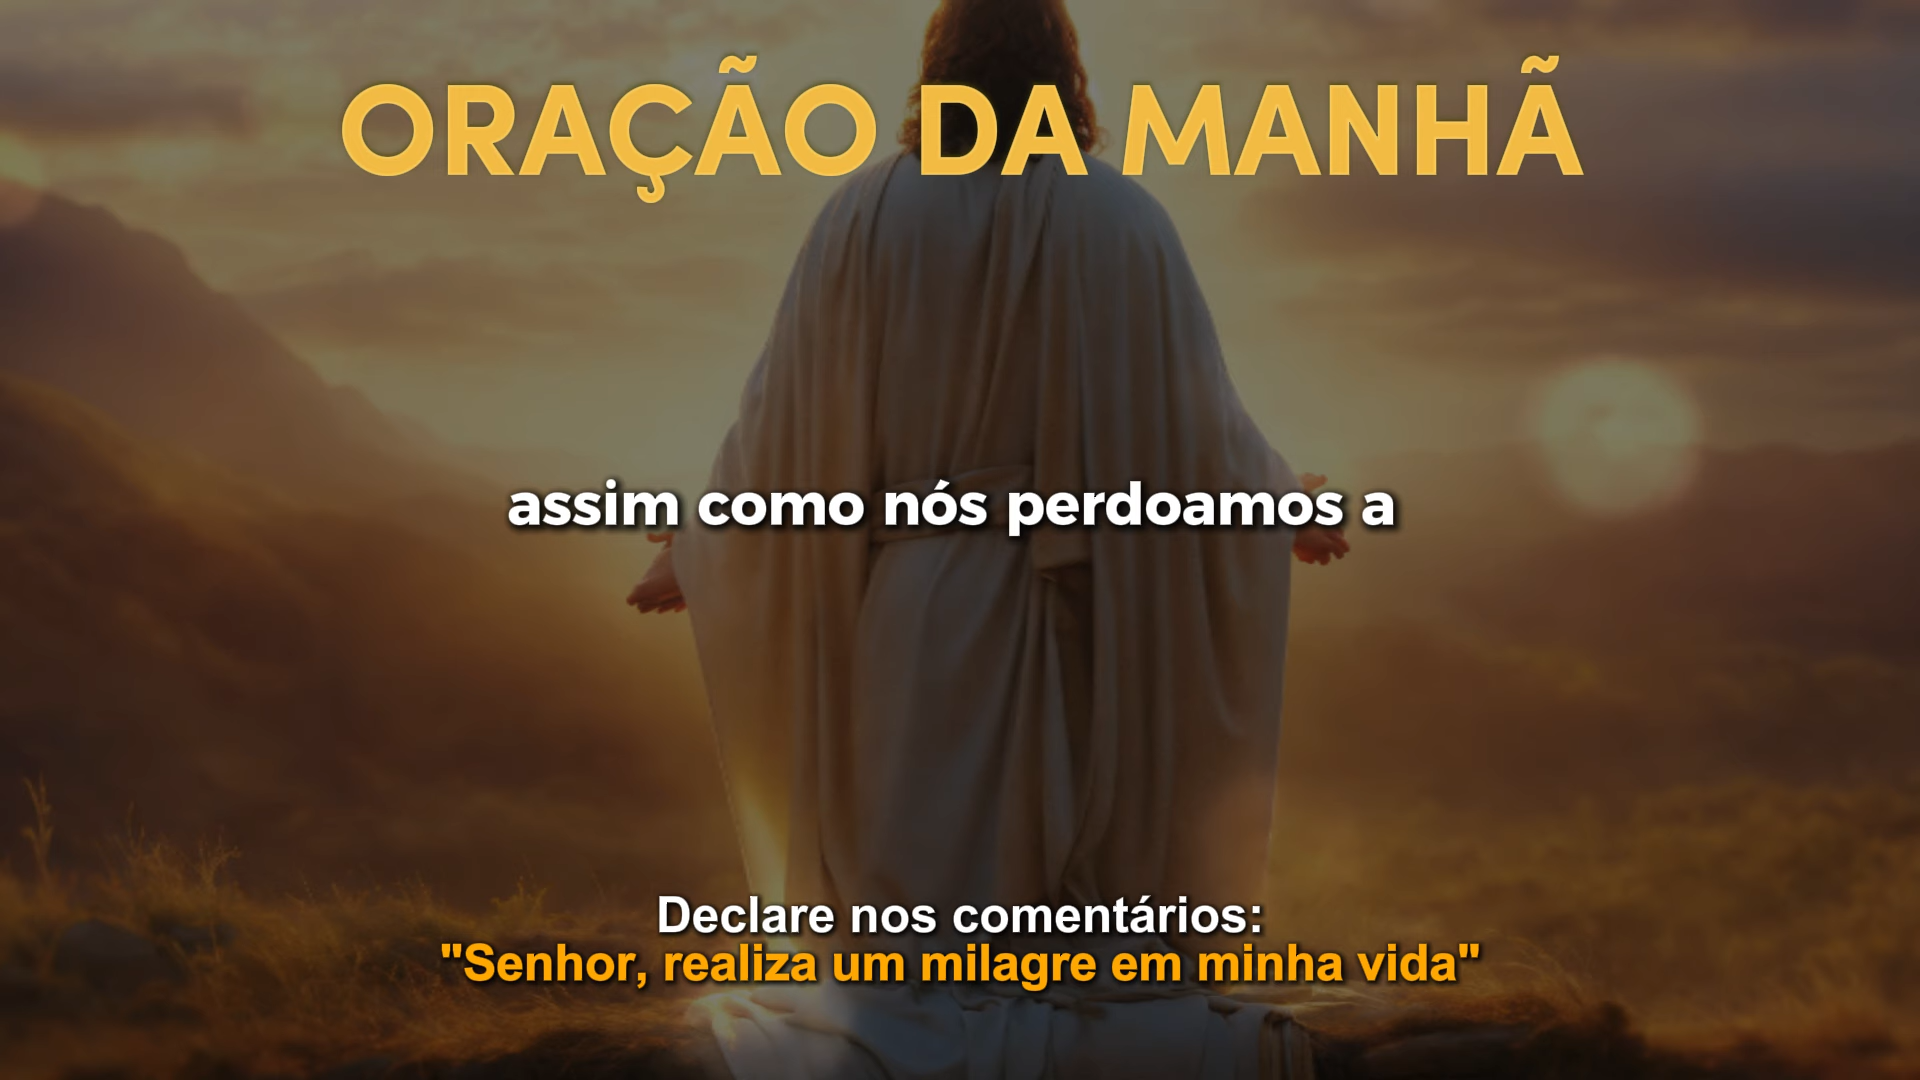 ORAÇÃO DA MANHÃ
assim como nós perdoamos a
Declare nos comentários:
"Senhor, realiza um milagre em minha vida"